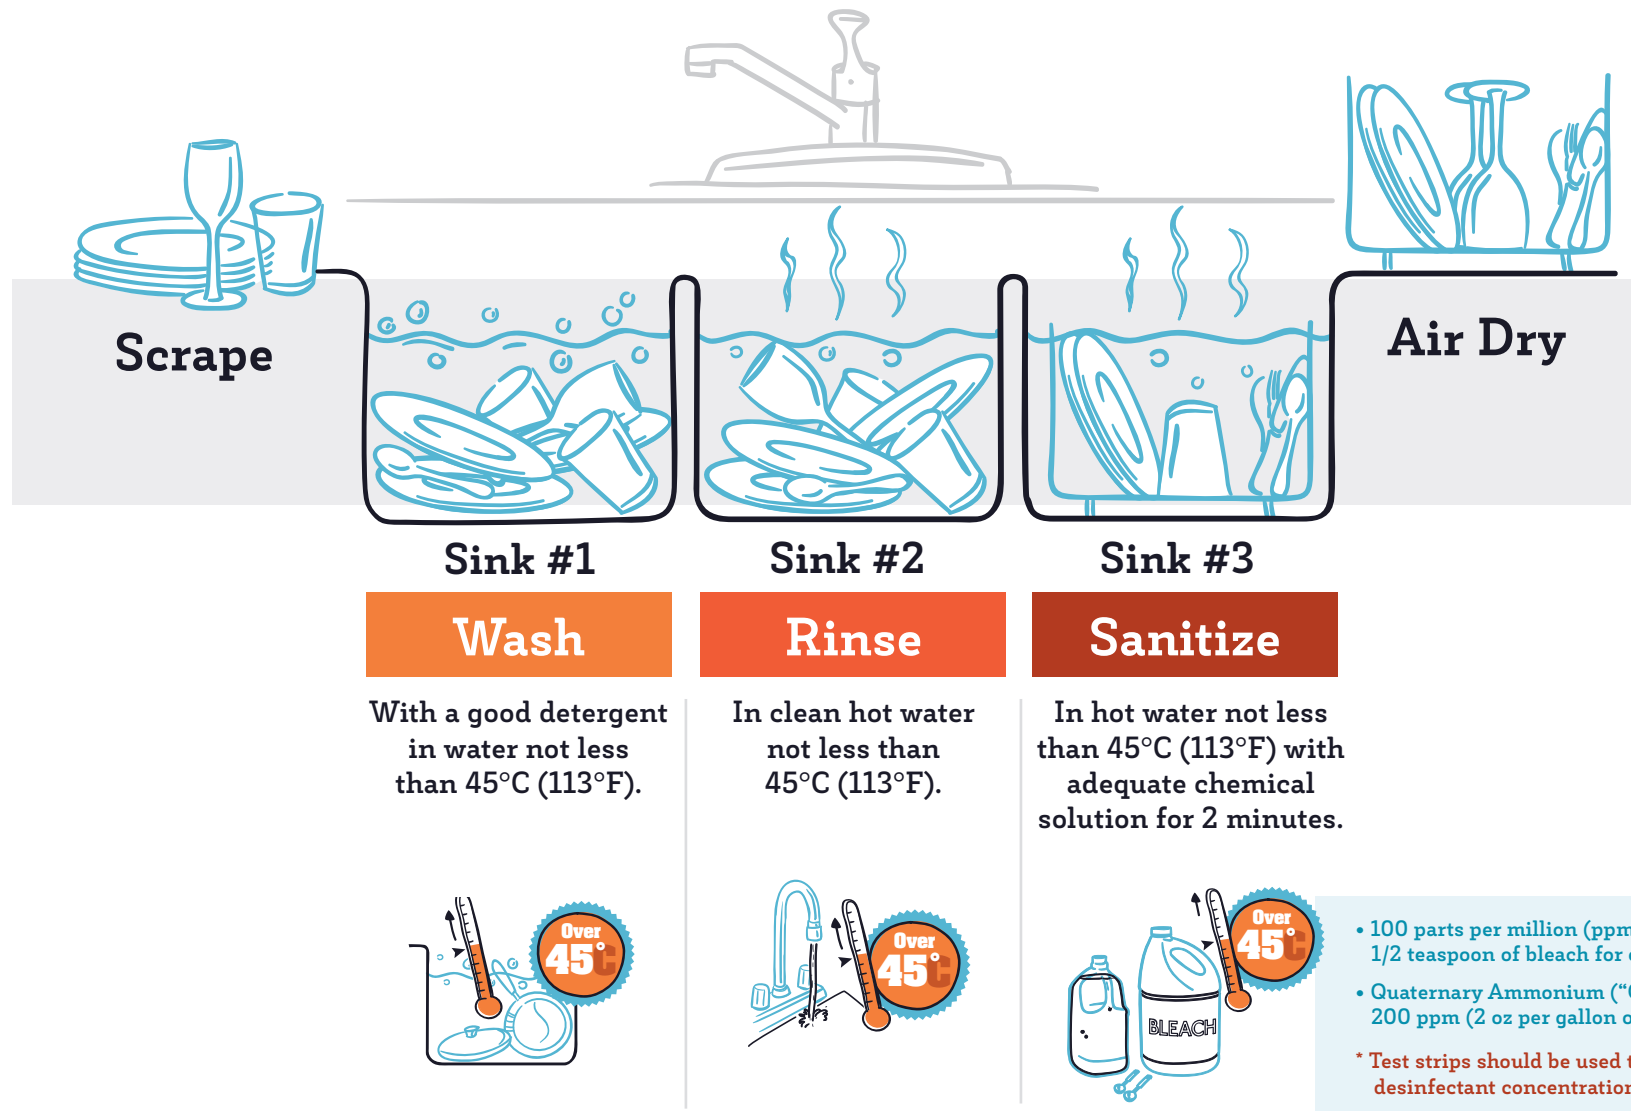 Scrape
Air Dry
Sink #1
Wash
With a good detergent
in water not less
than 45°C (113°F).
Over
45°C
Sink #2
Rinse
In clean hot water
not less than
45°C (113°F).
Over
45°C
Sink #3
Sanitize
In hot water not less
than 45°C (113°F) with
adequate chemical
solution for 2 minutes.
BLEACH
Over
45°C
• 100 parts per million (ppm
1/2 teaspoon of bleach for
• Quaternary Ammonium ("
200 ppm (2 oz per gallon
* Test strips should be used
desinfectant concentration